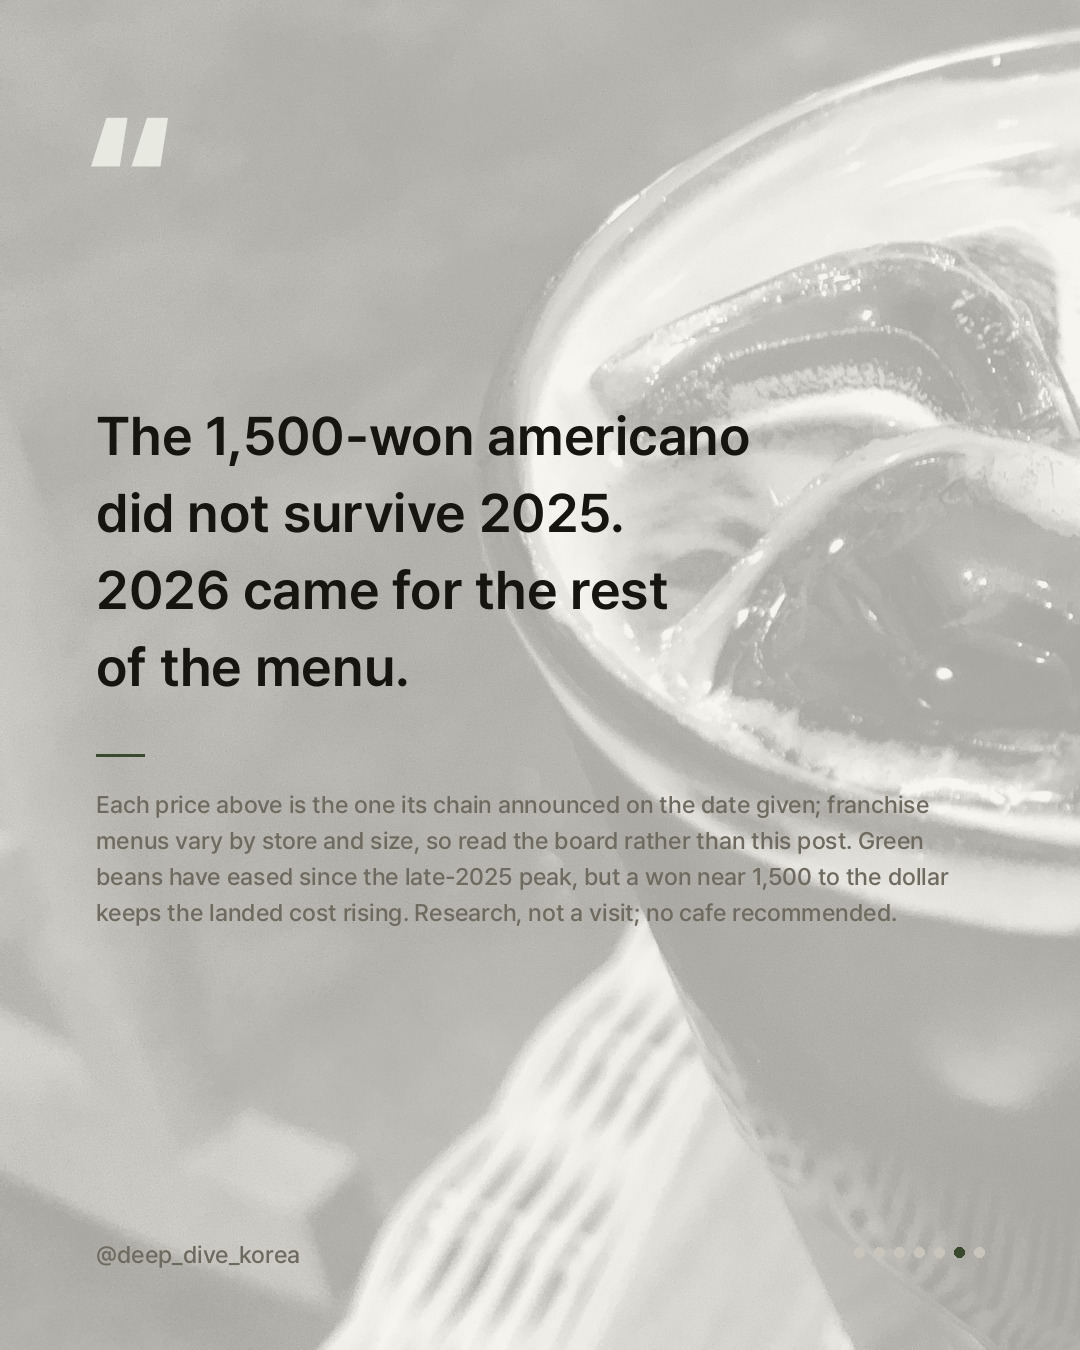 "
The 1,500-won americano
did not survive 2025.
2026 came for the rest
of the menu.
Each price above is the one its chain announced on the date given; franchise
menus vary by store and size, so read the board rather than this post. Green
beans have eased since the late-2025 peak, but a won near 1,500 to the dollar
keeps the landed cost rising. Research, not a visit; no cafe recommended.
@deep_dive_korea